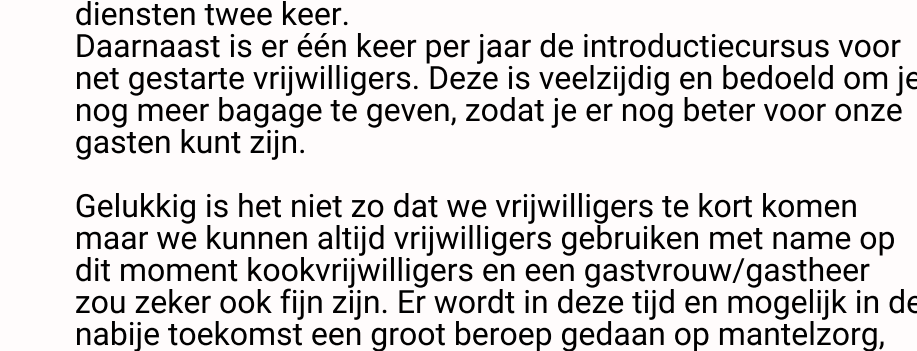 diensten twee keer.
Daarnaast is er één keer per jaar de introductiecursus voor
net gestarte vrijwilligers. Deze is veelzijdig en bedoeld om je
nog meer bagage te geven, zodat je er nog beter voor onze
gasten kunt zijn.
Gelukkig is het niet zo dat we vrijwilligers te kort komen
maar we kunnen altijd vrijwilligers gebruiken met name op
dit moment kookvrijwilligers en een gastvrouw/gastheer
zou zeker ook fijn zijn. Er wordt in deze tijd en mogelijk in de
nabije toekomst een groot beroep gedaan op mantelzorg,